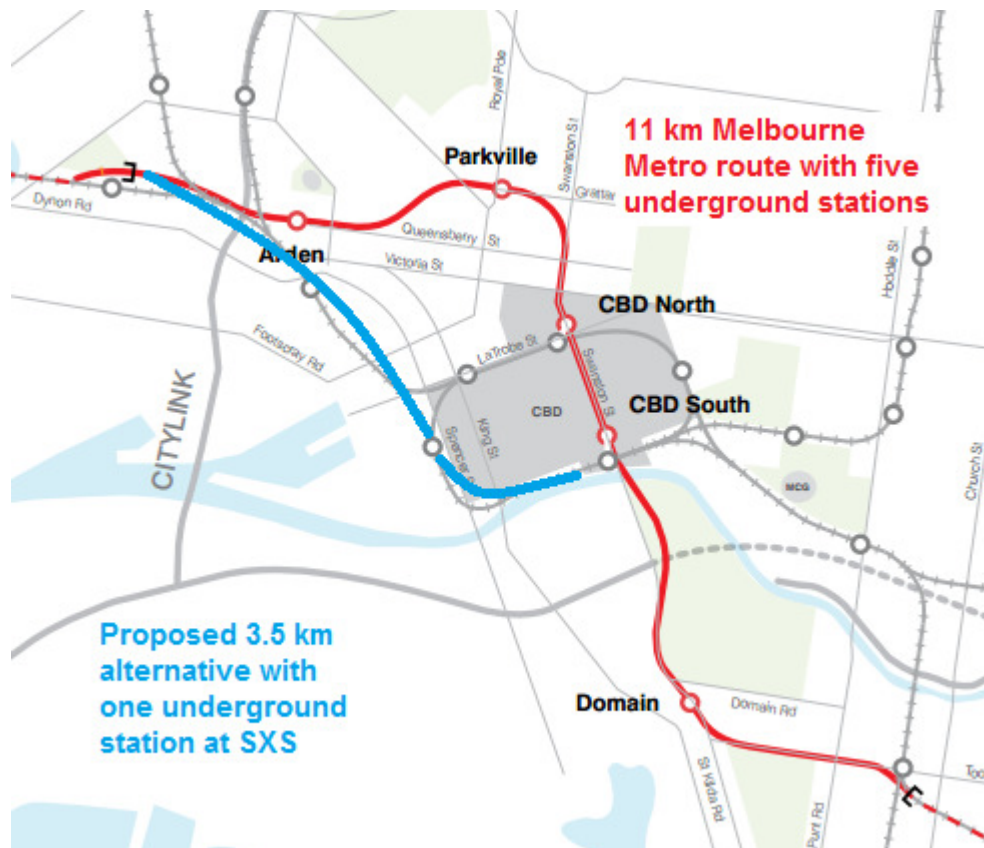 Royal Pde
Swanston St
11 km Melbourne
Metro route with five
underground stations
Parkville
Grattan
Dynon Rd
Arden
Queensberry St
Victoria St
Hoddle St
CBD North
Footscray Rd
LaTrobe St
Swanston St
CBD South
CBD
King St
Spencer
CITYLINK
Church St
MCG
Proposed 3.5 km
alternative with
one underground
station at SXS
Domain
Domain Rd
St Kilda Rd
Punt Rd
Too